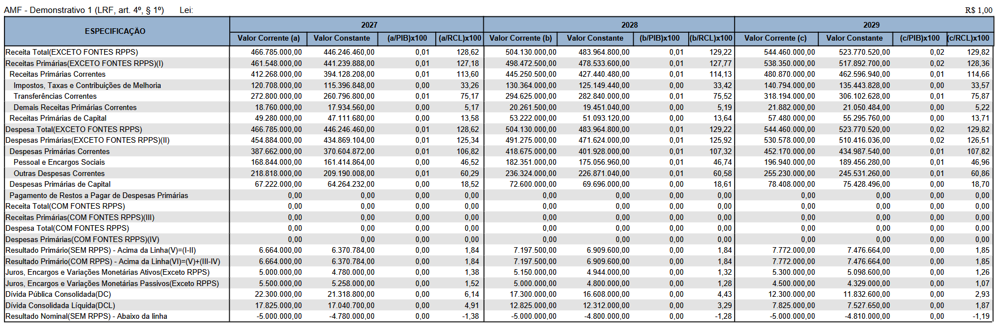 AMF - Demonstrativo 1 (LRF, art. 4º, § 1º) Lei: R$ 1,00
ESPECIFICAÇÃO 2027 2028 2029
Valor Corrente (a) Valor Constante (a/PIB)x100 (a/RCL)x100 Valor Corrente (b) Valor Constante (b/PIB)x100 (b/RCL)x100 Valor Corrente (c) Valor Constante (c/PIB)x100 (c/RCL)x100
Receita Total(EXCETO FONTES RPPS) 466.785.000,00 446.246.460,00 0,01 128,62 504.130.000,00 483.964.800,00 0,01 129,22 544.460.000,00 523.770.520,00 0,02 129,82
Receitas Primárias(EXCETO FONTES RPPS)(I) 461.548.000,00 441.239.888,00 0,01 127,18 498.472.500,00 478.533.600,00 0,01 127,77 538.350.000,00 517.892.700,00 0,02 128,36
Receitas Primárias Correntes 412.268.000,00 394.128.208,00 0,01 113,60 445.250.500,00 427.440.480,00 0,01 114,13 480.870.000,00 462.596.940,00 0,01 114,66
Impostos, Taxas e Contribuições de Melhoria 120.708.000,00 115.396.848,00 0,00 33,26 130.364.000,00 125.149.440,00 0,00 33,42 140.794.000,00 135.443.828,00 0,00 33,57
Transferências Correntes 272.800.000,00 260.796.800,00 0,01 75,17 294.625.000,00 282.840.000,00 0,01 75,52 318.194.000,00 306.102.628,00 0,01 75,87
Demais Receitas Primárias Correntes 18.760.000,00 17.934.560,00 0,00 5,17 20.261.500,00 19.451.040,00 0,00 5,19 21.882.000,00 21.050.484,00 0,00 5,22
Receitas Primárias de Capital 49.280.000,00 47.111.680,00 0,00 13,58 53.222.000,00 51.093.120,00 0,00 13,64 57.480.000,00 55.295.760,00 0,00 13,71
Despesa Total(EXCETO FONTES RPPS) 466.785.000,00 446.246.460,00 0,01 128,62 504.130.000,00 483.964.800,00 0,01 129,22 544.460.000,00 523.770.520,00 0,02 129,82
Despesas Primárias(EXCETO FONTES RPPS)(II) 454.884.000,00 434.869.104,00 0,01 125,34 491.275.000,00 471.624.000,00 0,01 125,92 530.578.000,00 510.416.036,00 0,02 126,51
Despesas Primárias Correntes 387.662.000,00 370.604.872,00 0,01 106,82 418.675.000,00 401.928.000,00 0,01 107,32 452.170.000,00 434.987.540,00 0,01 107,82
Pessoal e Encargos Sociais 168.844.000,00 161.414.864,00 0,00 46,52 182.351.000,00 175.056.960,00 0,01 46,74 196.940.000,00 189.456.280,00 0,01 46,96
Outras Despesas Correntes 218.818.000,00 209.190.008,00 0,01 60,29 236.324.000,00 226.871.040,00 0,01 60,58 255.230.000,00 245.531.260,00 0,01 60,86
Despesas Primárias de Capital 67.222.000,00 64.264.232,00 0,00 18,52 72.600.000,00 69.696.000,00 0,00 18,61 78.408.000,00 75.428.496,00 0,00 18,70
Pagamento de Restos a Pagar de Despesas Primárias 0,00 0,00 0,00 0,00 0,00 0,00 0,00 0,00 0,00 0,00 0,00 0,00
Receita Total(COM FONTES RPPS) 0,00 0,00 0,00 0,00 0,00 0,00 0,00 0,00 0,00 0,00 0,00 0,00
Receitas Primárias(COM FONTES RPPS)(III) 0,00 0,00 0,00 0,00 0,00 0,00 0,00 0,00 0,00 0,00 0,00 0,00
Despesa Total(COM FONTES RPPS) 0,00 0,00 0,00 0,00 0,00 0,00 0,00 0,00 0,00 0,00 0,00 0,00
Despesas Primárias(COM FONTES RPPS)(IV) 0,00 0,00 0,00 0,00 0,00 0,00 0,00 0,00 0,00 0,00 0,00 0,00
Resultado Primário(SEM RPPS) - Acima da Linha(V)=(I-II) 6.664.000,00 6.370.784,00 0,00 1,84 7.197.500,00 6.909.600,00 0,00 1,84 7.772.000,00 7.476.664,00 0,00 1,85
Resultado Primário(COM RPPS) - Acima da Linha(VI)=(V)+(III-IV) 6.664.000,00 6.370.784,00 0,00 1,84 7.197.500,00 6.909.600,00 0,00 1,84 7.772.000,00 7.476.664,00 0,00 1,85
Juros, Encargos e Variações Monetárias Ativos(Exceto RPPS) 5.000.000,00 4.780.000,00 0,00 1,38 5.150.000,00 4.944.000,00 0,00 1,32 5.300.000,00 5.098.600,00 0,00 1,26
Juros, Encargos e Variações Monetárias Passivos(Exceto RPPS) 5.500.000,00 5.258.000,00 0,00 1,52 5.000.000,00 4.800.000,00 0,00 1,28 4.500.000,00 4.329.000,00 0,00 1,07
Dívida Pública Consolidada(DC) 22.300.000,00 21.318.800,00 0,00 6,14 17.300.000,00 16.608.000,00 0,00 4,43 12.300.000,00 11.832.600,00 0,00 2,93
Dívida Consolidada Líquida(DCL) 17.825.000,00 17.040.700,00 0,00 4,91 12.825.000,00 12.312.000,00 0,00 3,29 7.825.000,00 7.527.650,00 0,00 1,87
Resultado Nominal(SEM RPPS) - Abaixo da linha -5.000.000,00 -4.780.000,00 0,00 -1,38 -5.000.000,00 -4.800.000,00 0,00 -1,28 -5.000.000,00 -4.810.000,00 0,00 -1,19